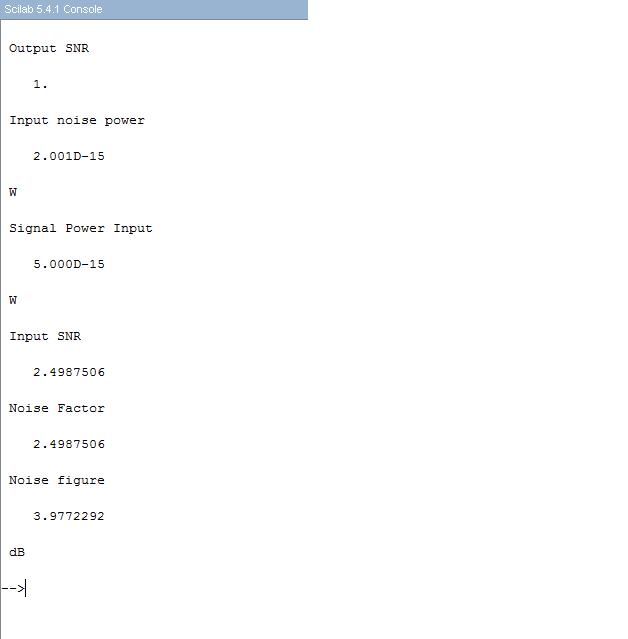 Scilab 5.4.1 Console
Output SNR
1.
Input noise power
2.001D-15
W
Signal Power Input
5.000D-15
W
Input SNR
2.4987506
Noise Factor
2.4987506
Noise figure
3.9772292
dB
-->